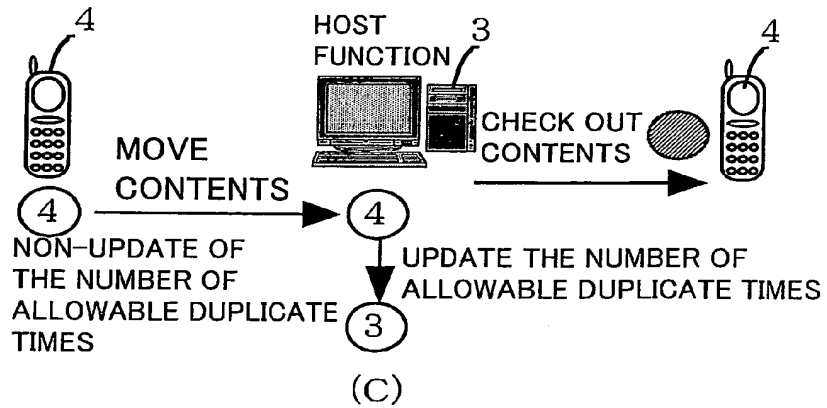 4
HOST
FUNCTION
3
4
MOVE
CONTENTS
CHECK OUT
CONTENTS
4
4
NON-UPDATE OF
THE NUMBER OF
ALLOWABLE DUPLICATE
TIMES
UPDATE THE NUMBER OF
ALLOWABLE DUPLICATE TIMES
3
(C)